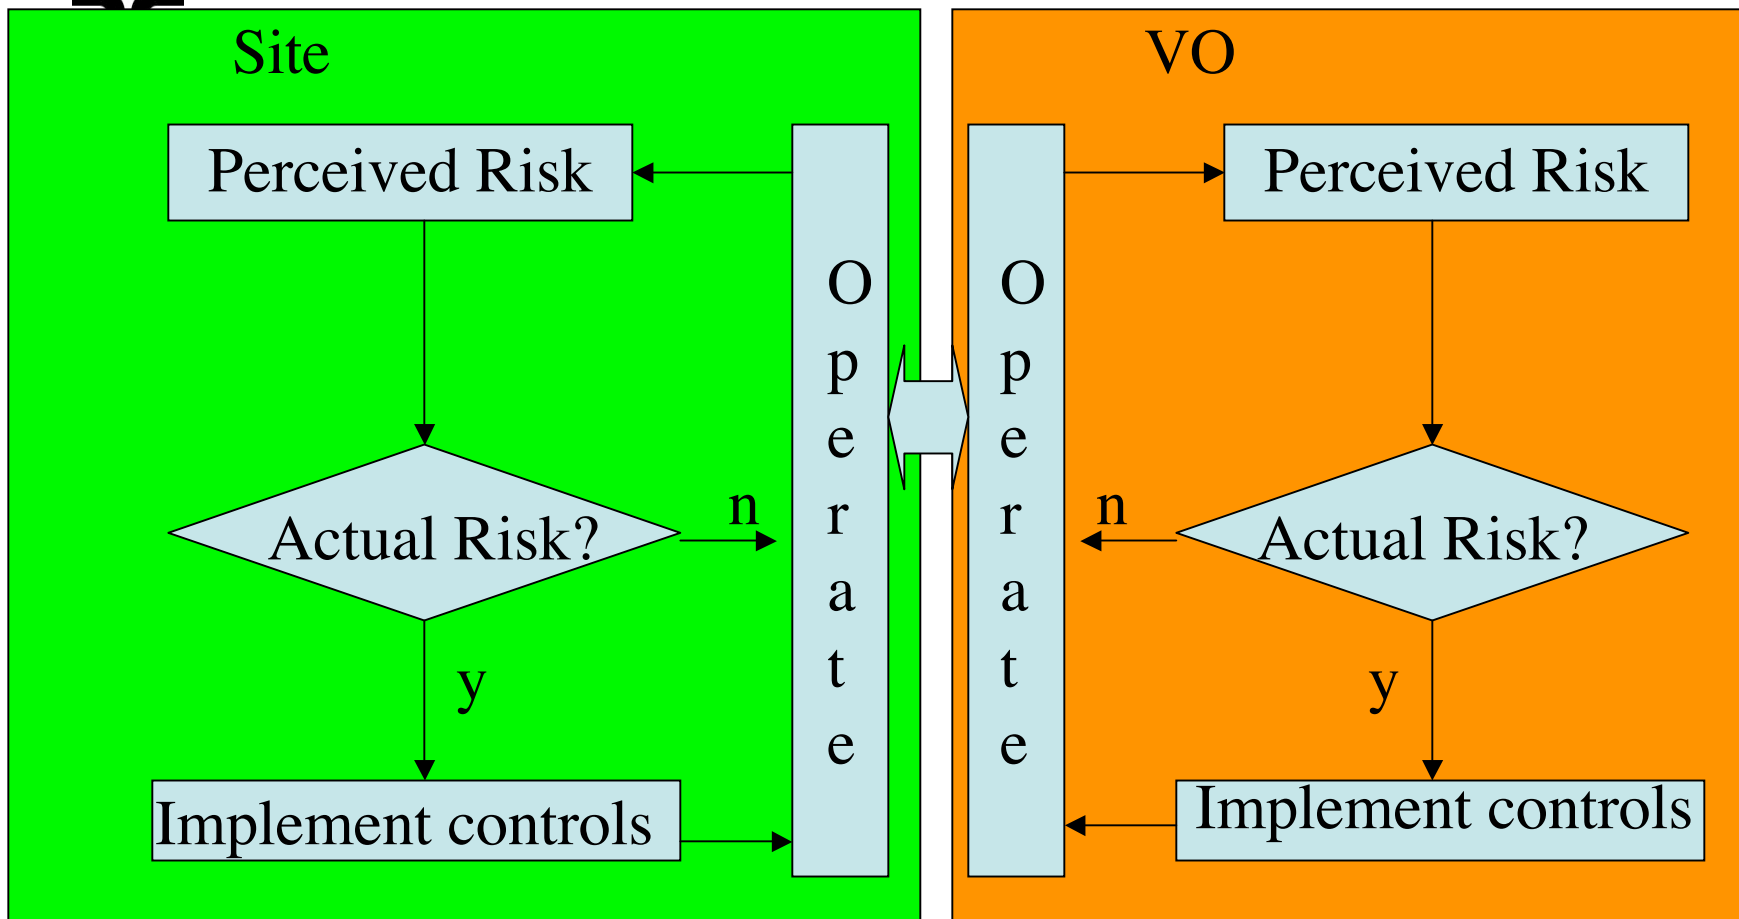 Site
Perceived Risk
Actual Risk?
n
y
Implement controls
O
p
e
r
a
t
e
VO
O
p
e
r
a
t
e
Perceived Risk
n
Actual Risk?
y
Implement controls